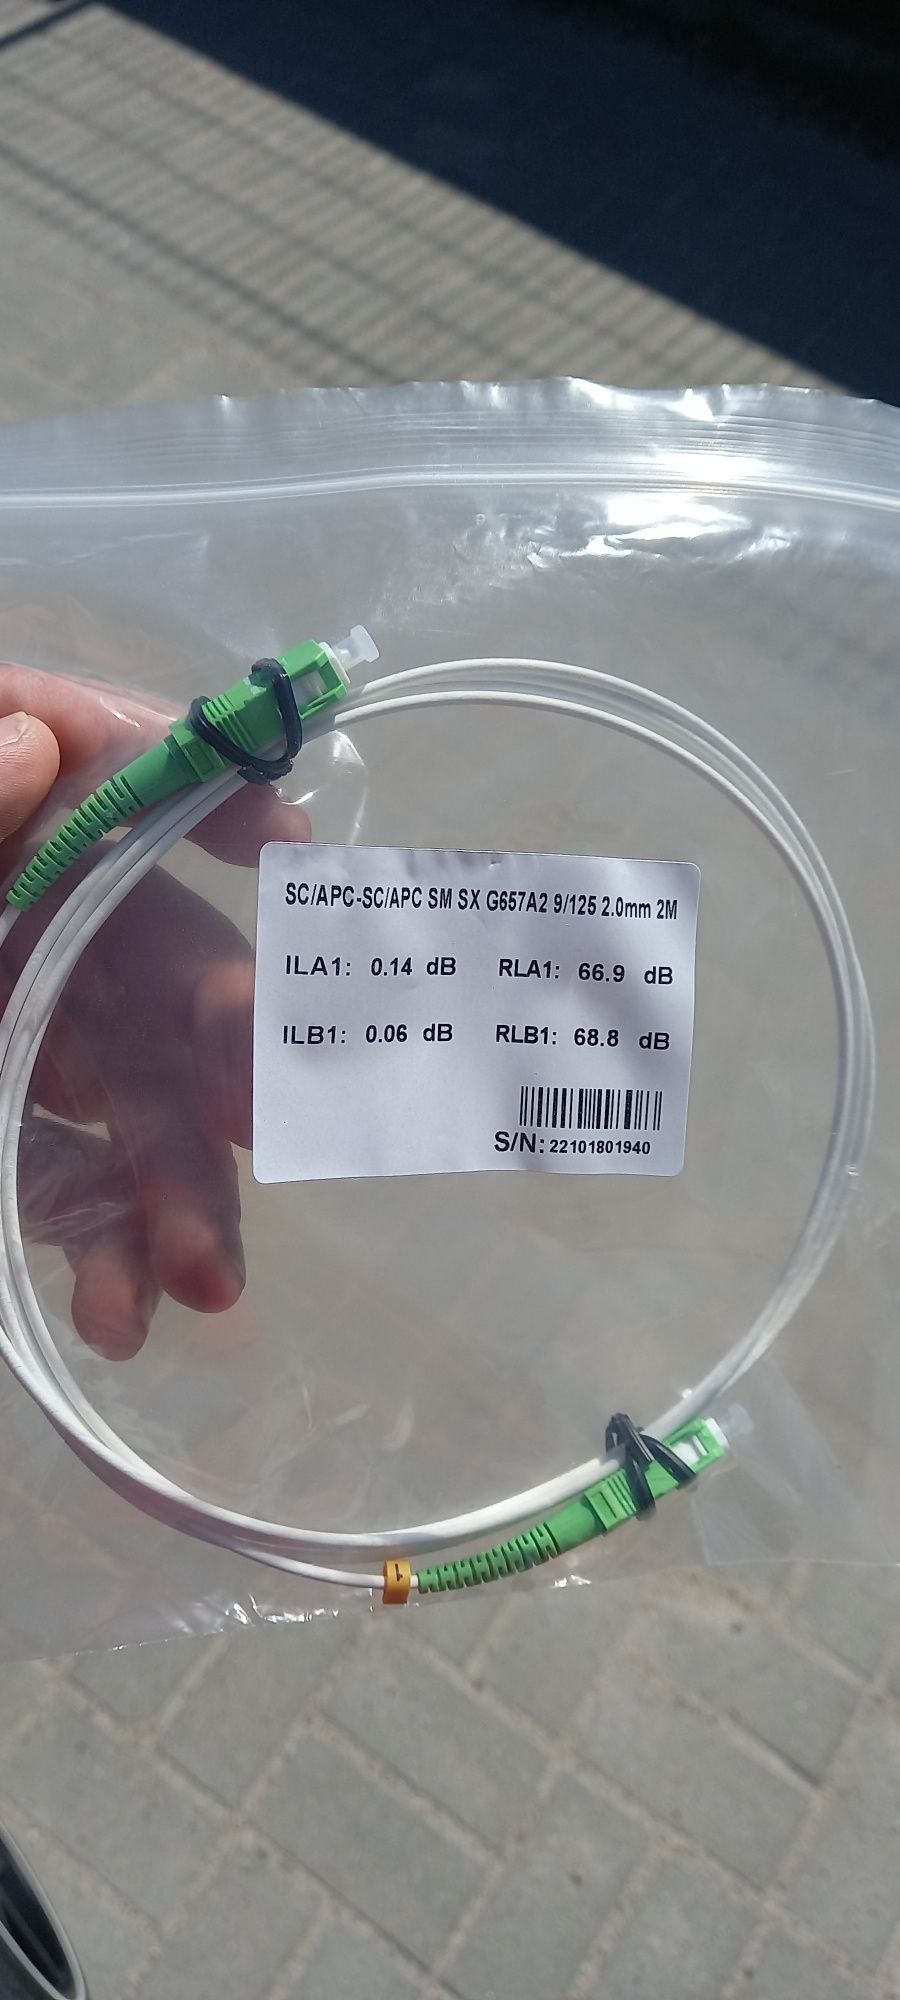 SC/APC-SC/APC SM SX G657A2 9/125 2.0mm 2M
ILA1: 0.14 dB RLA1: 66.9 dB
ILB1: 0.06 dB RLB1: 68.8 dB
S/N: 22101801940
1